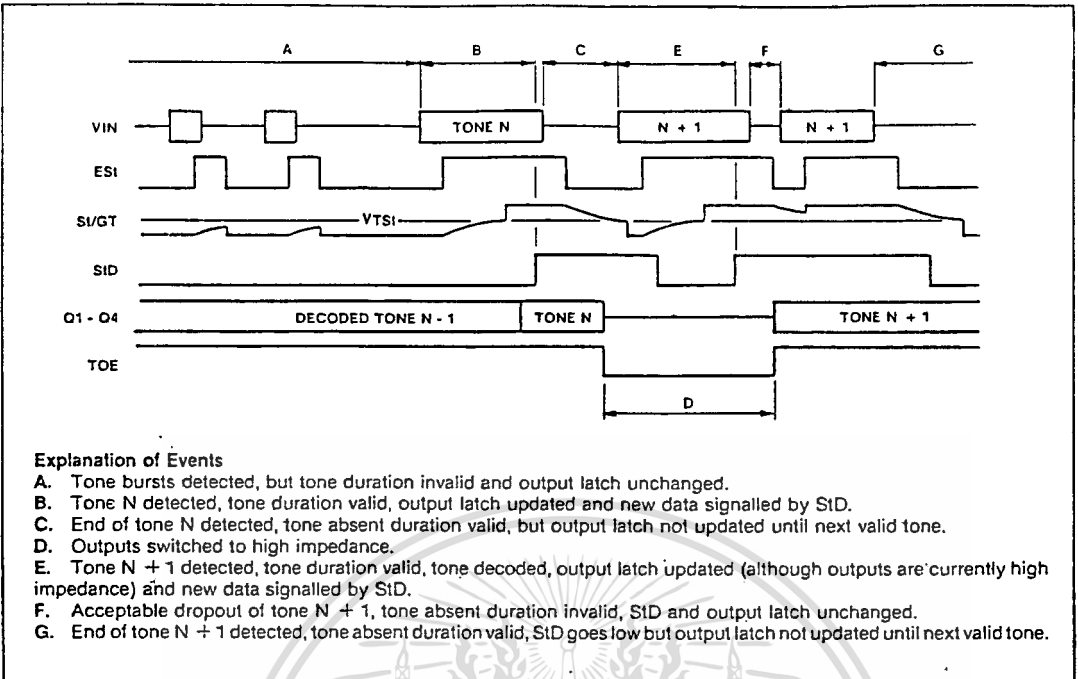 A B C E F G
VIN TONE N N + 1 N + 1
ESt
St/GT VTSt
StD
Q1 - Q4 DECODED TONE N - 1 TONE N TONE N + 1
TOE
D
Explanation of Events
A. Tone bursts detected, but tone duration invalid and output latch unchanged.
B. Tone N detected, tone duration valid, output latch updated and new data signalled by StD.
C. End of tone N detected, tone absent duration valid, but output latch not updated until next valid tone.
D. Outputs switched to high impedance.
E. Tone N + 1 detected, tone duration valid, tone decoded, output latch updated (although outputs are currently high
impedance) and new data signalled by StD.
F. Acceptable dropout of tone N + 1, tone absent duration invalid, StD and output latch unchanged.
G. End of tone N + 1 detected, tone absent duration valid, StD goes low but output latch not updated until next valid tone.